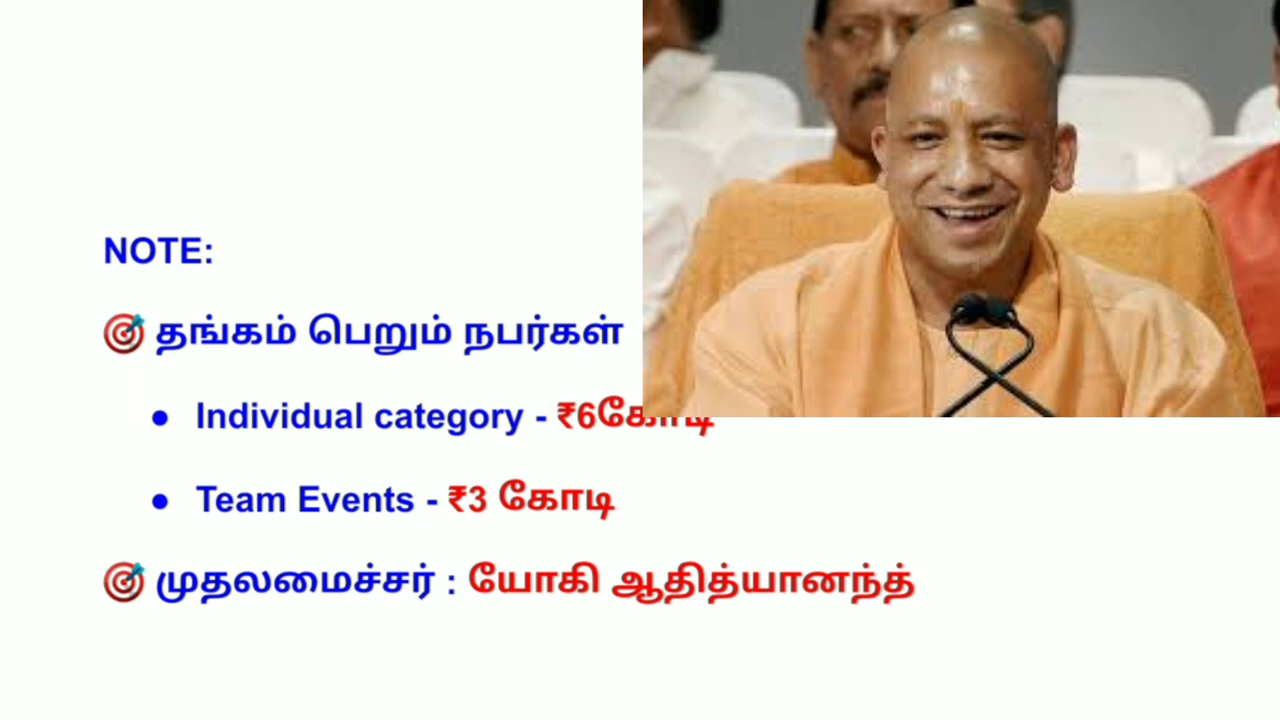 NOTE:
தங்கம் பெறும் நபர்கள்
Individual category - ₹6கோடி
Team Events - ₹3 கோடி
முதலமைச்சர் : யோகி ஆதித்யானந்த்